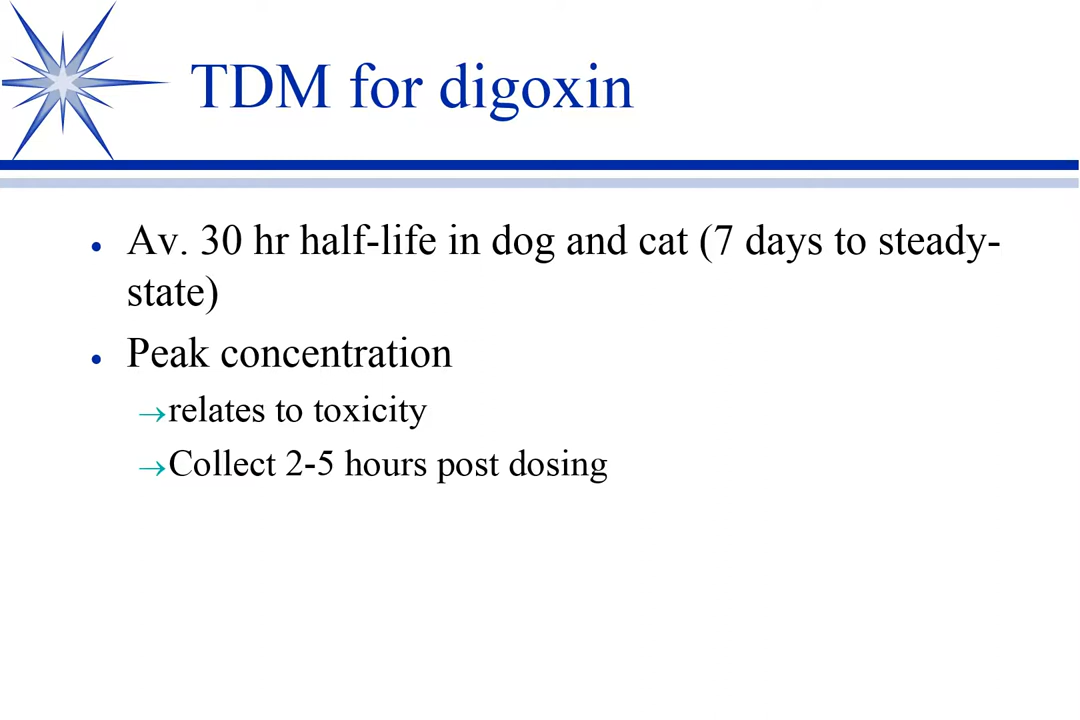 TDM for digoxin
• Av. 30 hr half-life in dog and cat (7 days to steady-
state)
• Peak concentration
→relates to toxicity
→Collect 2-5 hours post dosing